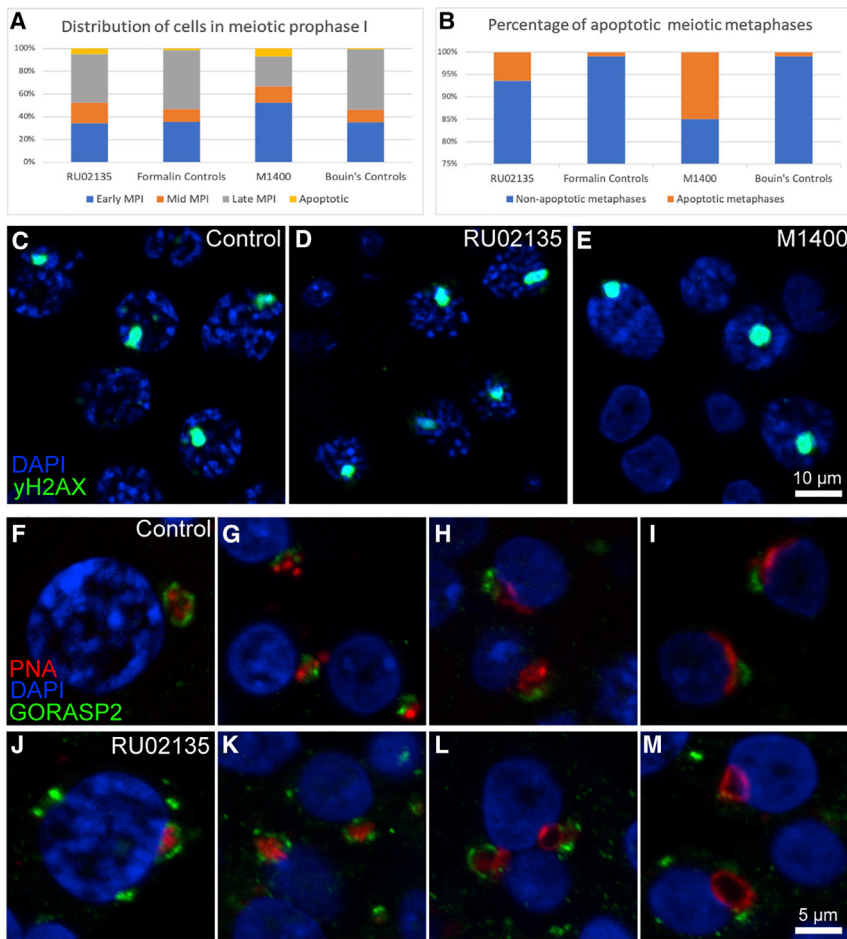 A
Distribution of cells in meiotic prophase I
100%
80%
60%
40%
20%
0%
RU02135 Formalin Controls M1400 Bouin's Controls
Early MPI Mid MPI Late MPI Apoptotic
B
Percentage of apoptotic meiotic metaphases
100%
95%
90%
85%
80%
75%
RU02135 Formalin Controls M1400 Bouin's Controls
Non-apoptotic metaphases Apoptotic metaphases
C Control
DAPI
yH2AX
D RU02135
E M1400
10 µm
F Control
PNA
DAPI
GORASP2
G
H
I
J RU02135
K
L
M
5 µm